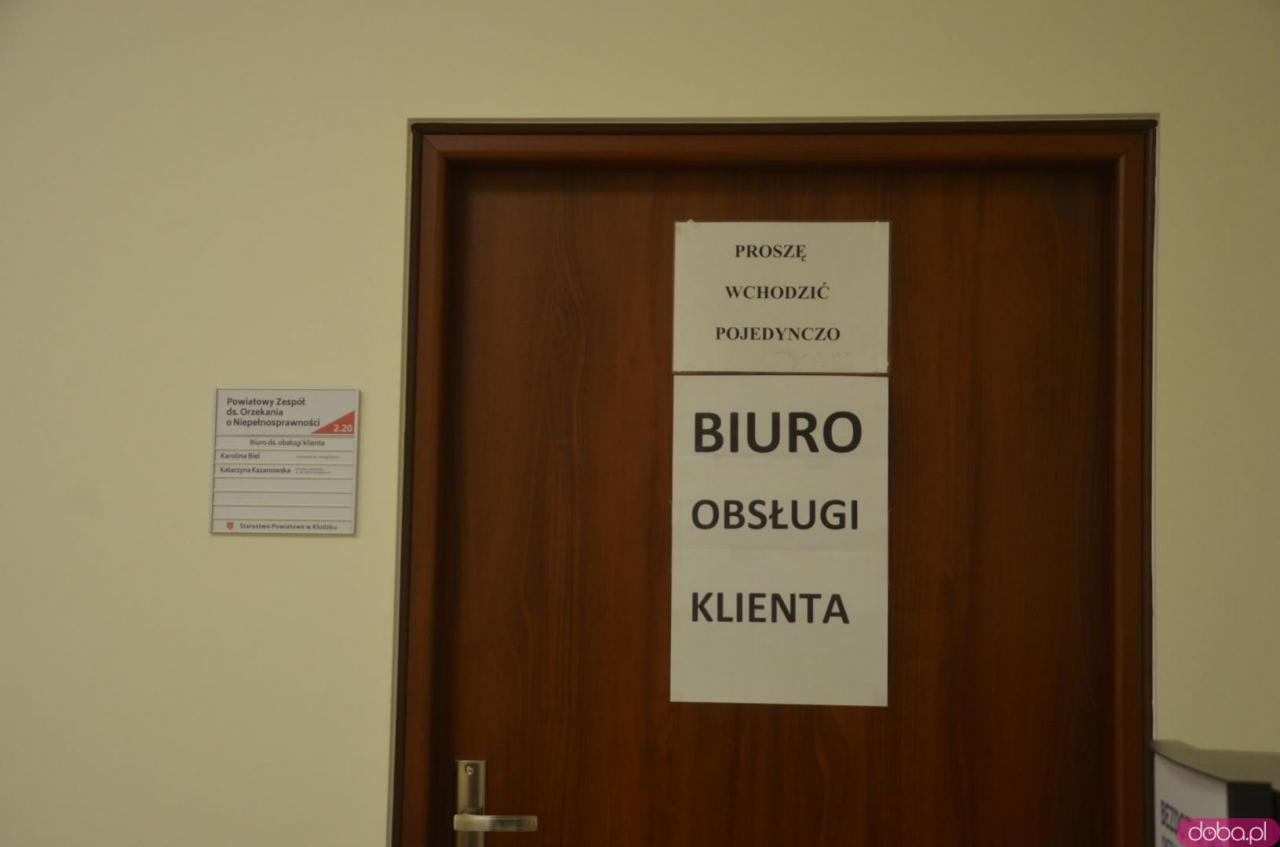 Powiatowy Zespół
ds. Orzekania
o Niepełnosprawności
2.20
Biuro ds. obsługi klienta
Karolina Biel
Katarzyna Kazanowska
Starostwo Powiatowe w Kłodzku
PROSZĘ
WCHODZIĆ
POJEDYNCZO
BIURO
OBSŁUGI
KLIENTA
doba.pl